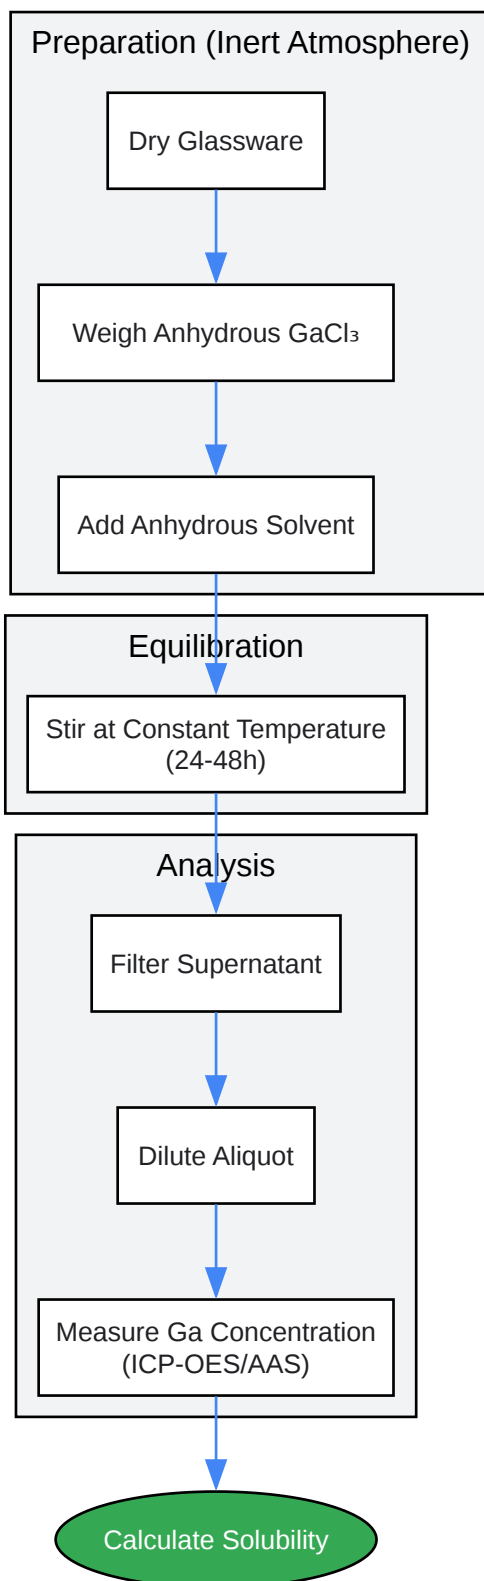 Preparation (Inert Atmosphere)
Dry Glassware
Weigh Anhydrous GaCl₃
Add Anhydrous Solvent
Equilibration
Stir at Constant Temperature
(24-48h)
Analysis
Filter Supernatant
Dilute Aliquot
Measure Ga Concentration
(ICP-OES/AAS)
Calculate Solubility